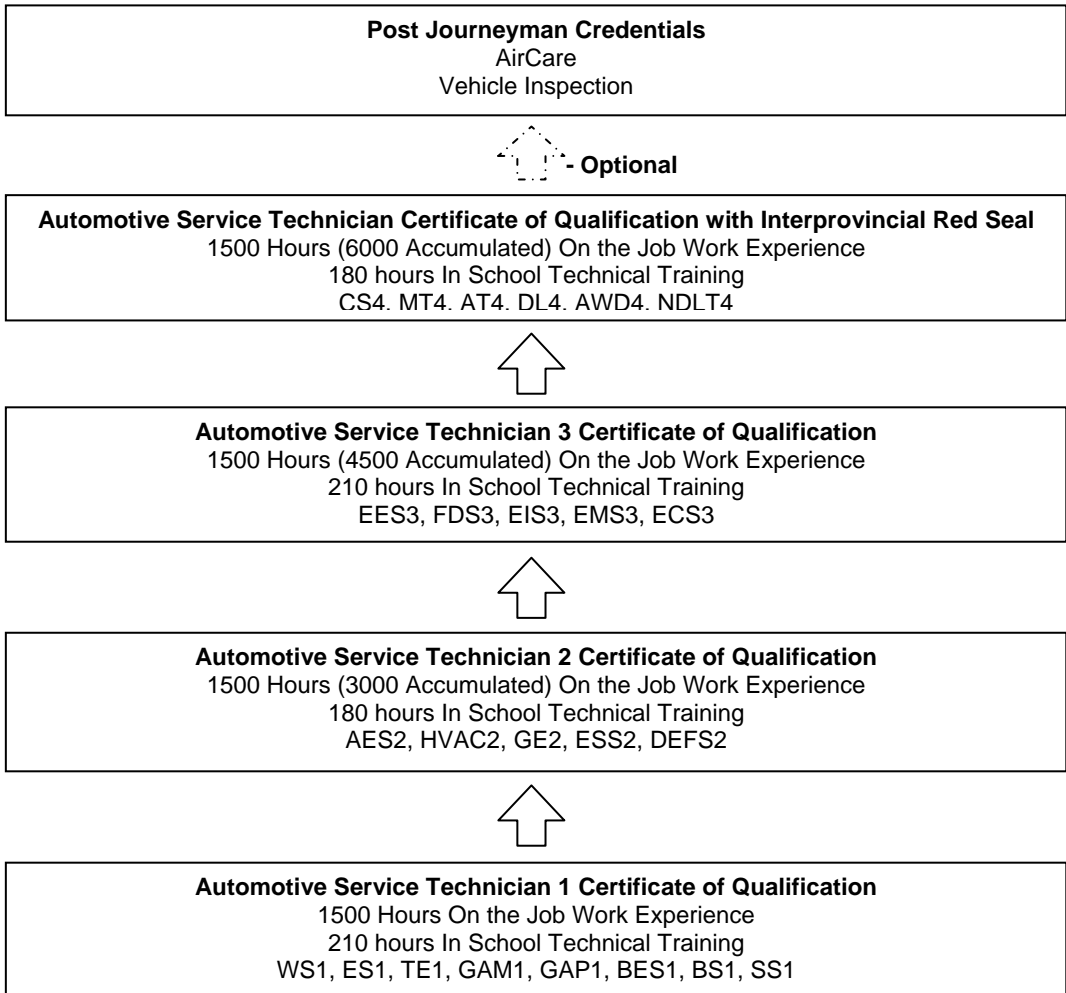 Post Journeyman Credentials
AirCare
Vehicle Inspection
- Optional
Automotive Service Technician Certificate of Qualification with Interprovincial Red Seal
1500 Hours (6000 Accumulated) On the Job Work Experience
180 hours In School Technical Training
CS4, MT4, AT4, DL4, AWD4, NDLT4
Automotive Service Technician 3 Certificate of Qualification
1500 Hours (4500 Accumulated) On the Job Work Experience
210 hours In School Technical Training
EES3, FDS3, EIS3, EMS3, ECS3
Automotive Service Technician 2 Certificate of Qualification
1500 Hours (3000 Accumulated) On the Job Work Experience
180 hours In School Technical Training
AES2, HVAC2, GE2, ESS2, DEFS2
Automotive Service Technician 1 Certificate of Qualification
1500 Hours On the Job Work Experience
210 hours In School Technical Training
WS1, ES1, TE1, GAM1, GAP1, BES1, BS1, SS1